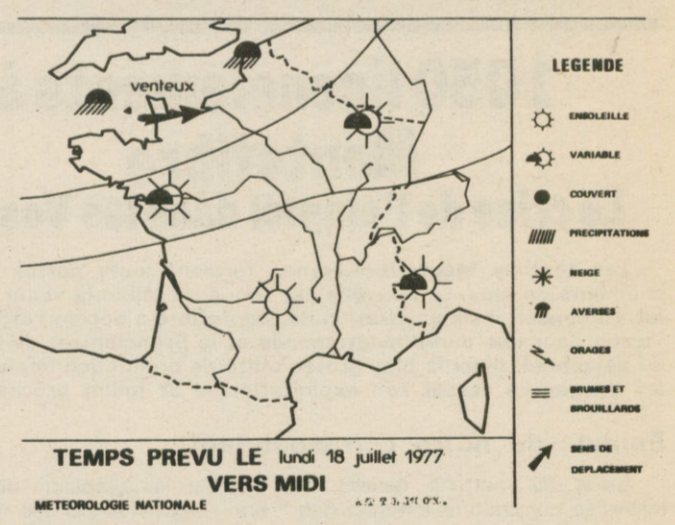 venteux
LEGENDE
ENSOLEILLE
VARIABLE
COUVERT
PRECIPITATIONS
NEIGE
AVERSES
ORAGES
BRUMES ET
BROUILLARDS
SENS DE
DEPLACEMENT
TEMPS PREVU LE lundi 18 juillet 1977
VERS MIDI
METEOROLOGIE NATIONALE